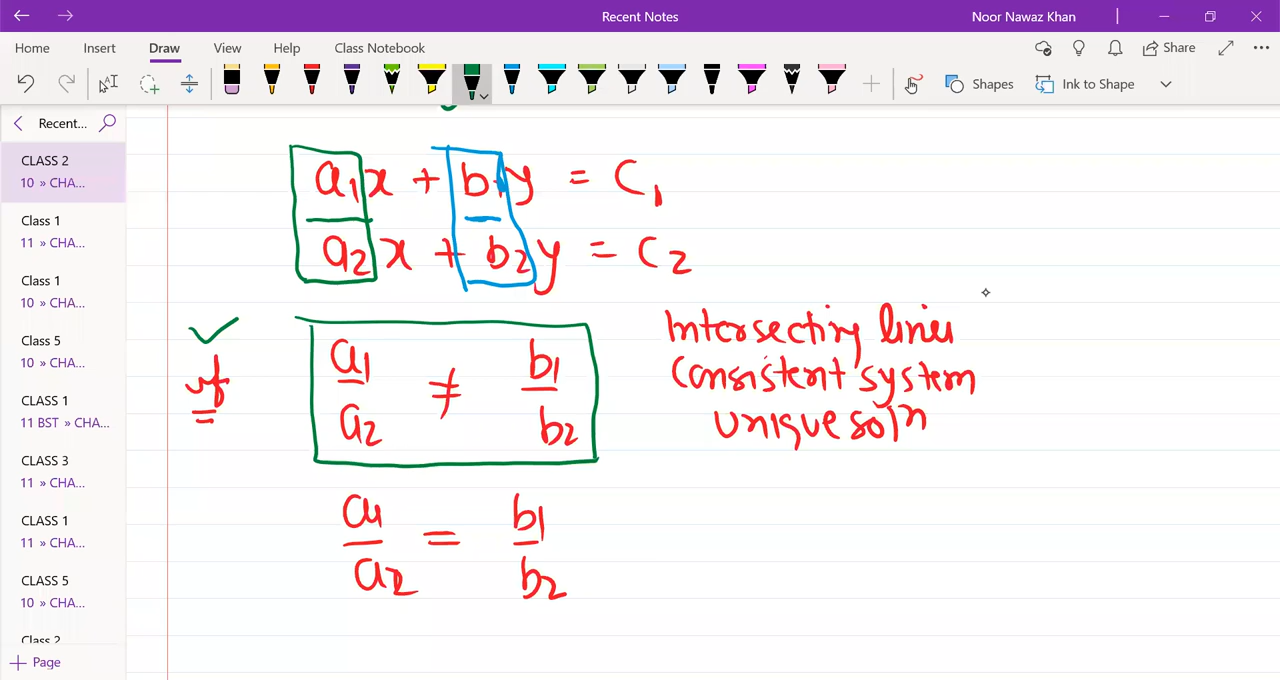 Recent Notes
Noor Nawaz Khan
Home Insert Draw View Help Class Notebook
Share
Shapes
Ink to Shape
Recent...
CLASS 2
10 » CHA...
Class 1
11 » CHA...
Class 1
10 » CHA...
Class 5
10 » CHA...
CLASS 1
11 BST » CHA...
CLASS 3
11 » CHA...
CLASS 1
11 » CHA...
CLASS 5
10 » CHA...
Class 2
+ Page
a1x + b1y = C1
a2x + b2y = C2
if a1/a2 ≠ b1/b2
Intersecting lines
Consistent system
unique soln
a1/a2 = b1/b2